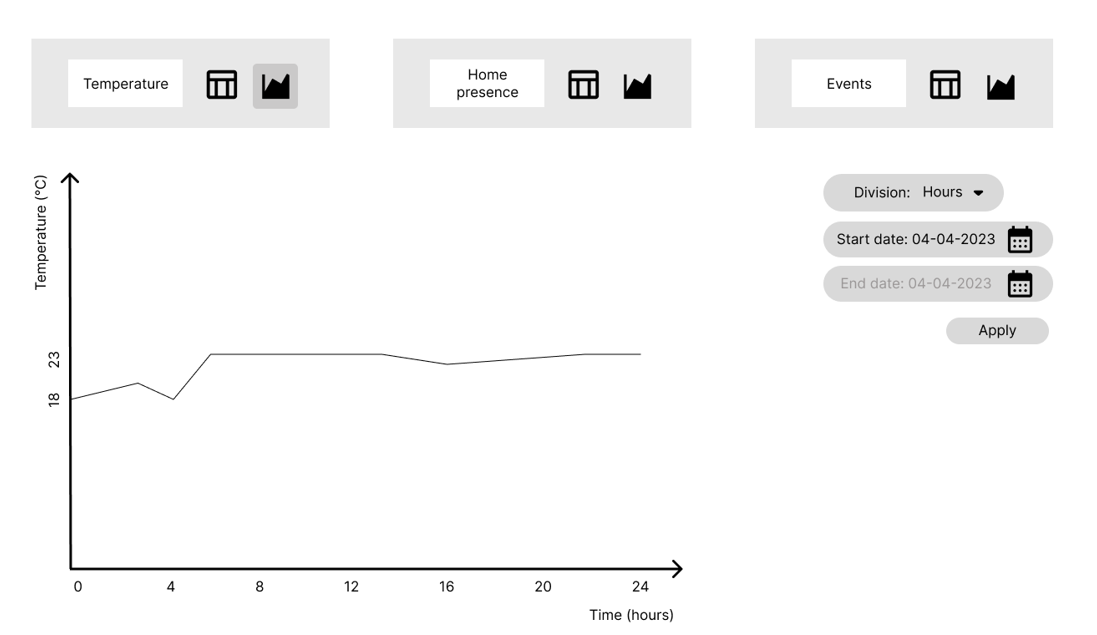 Temperature
Home
presence
Events
Temperature (°C)
23
18
0 4 8 12 16 20 24
Time (hours)
Division: Hours
Start date: 04-04-2023
End date: 04-04-2023
Apply